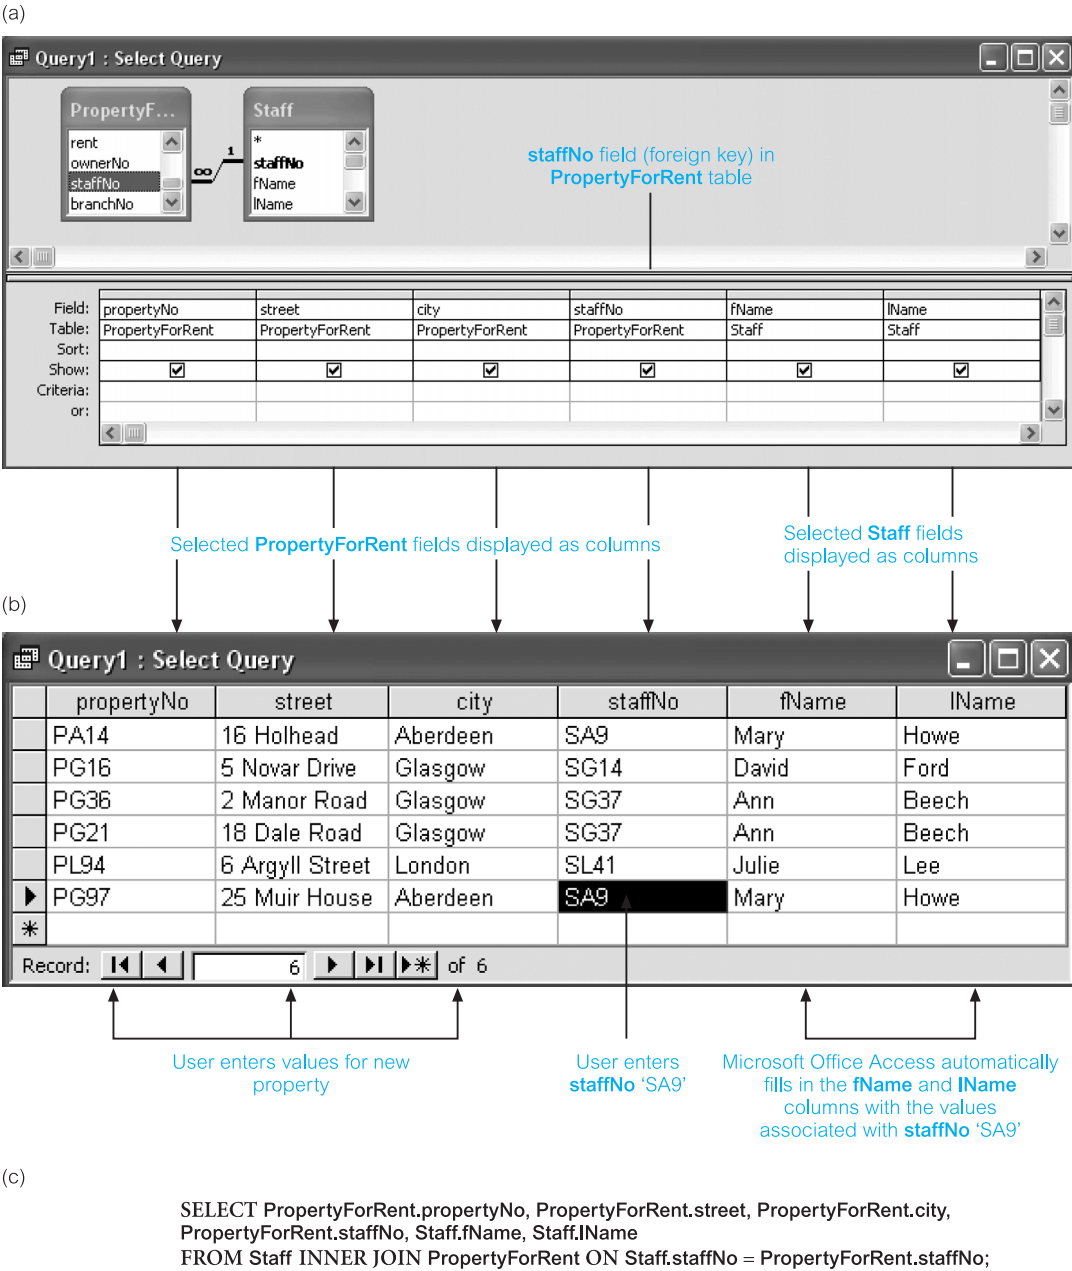 (a)
Query1 : Select Query
PropertyF...
Staff
rent
ownerNo
staffNo
branchNo
∞
1
*
staffNo
fName
lName
staffNo field (foreign key) in
PropertyForRent table
Field: propertyNo street city staffNo fName lName
Table: PropertyForRent PropertyForRent PropertyForRent PropertyForRent Staff Staff
Sort:
Show:
Criteria:
or:
Selected PropertyForRent fields displayed as columns
Selected Staff fields
displayed as columns
(b)
Query1 : Select Query
propertyNo street city staffNo fName lName
PA14 16 Holhead Aberdeen SA9 Mary Howe
PG16 5 Novar Drive Glasgow SG14 David Ford
PG36 2 Manor Road Glasgow SG37 Ann Beech
PG21 18 Dale Road Glasgow SG37 Ann Beech
PL94 6 Argyll Street London SL41 Julie Lee
PG97 25 Muir House Aberdeen SA9 Mary Howe
*
Record: 6 of 6
User enters values for new
property
User enters
staffNo ‘SA9’
Microsoft Office Access automatically
fills in the fName and lName
columns with the values
associated with staffNo ‘SA9’
(c)
SELECT PropertyForRent.propertyNo, PropertyForRent.street, PropertyForRent.city,
PropertyForRent.staffNo, Staff.fName, Staff.lName
FROM Staff INNER JOIN PropertyForRent ON Staff.staffNo = PropertyForRent.staffNo;